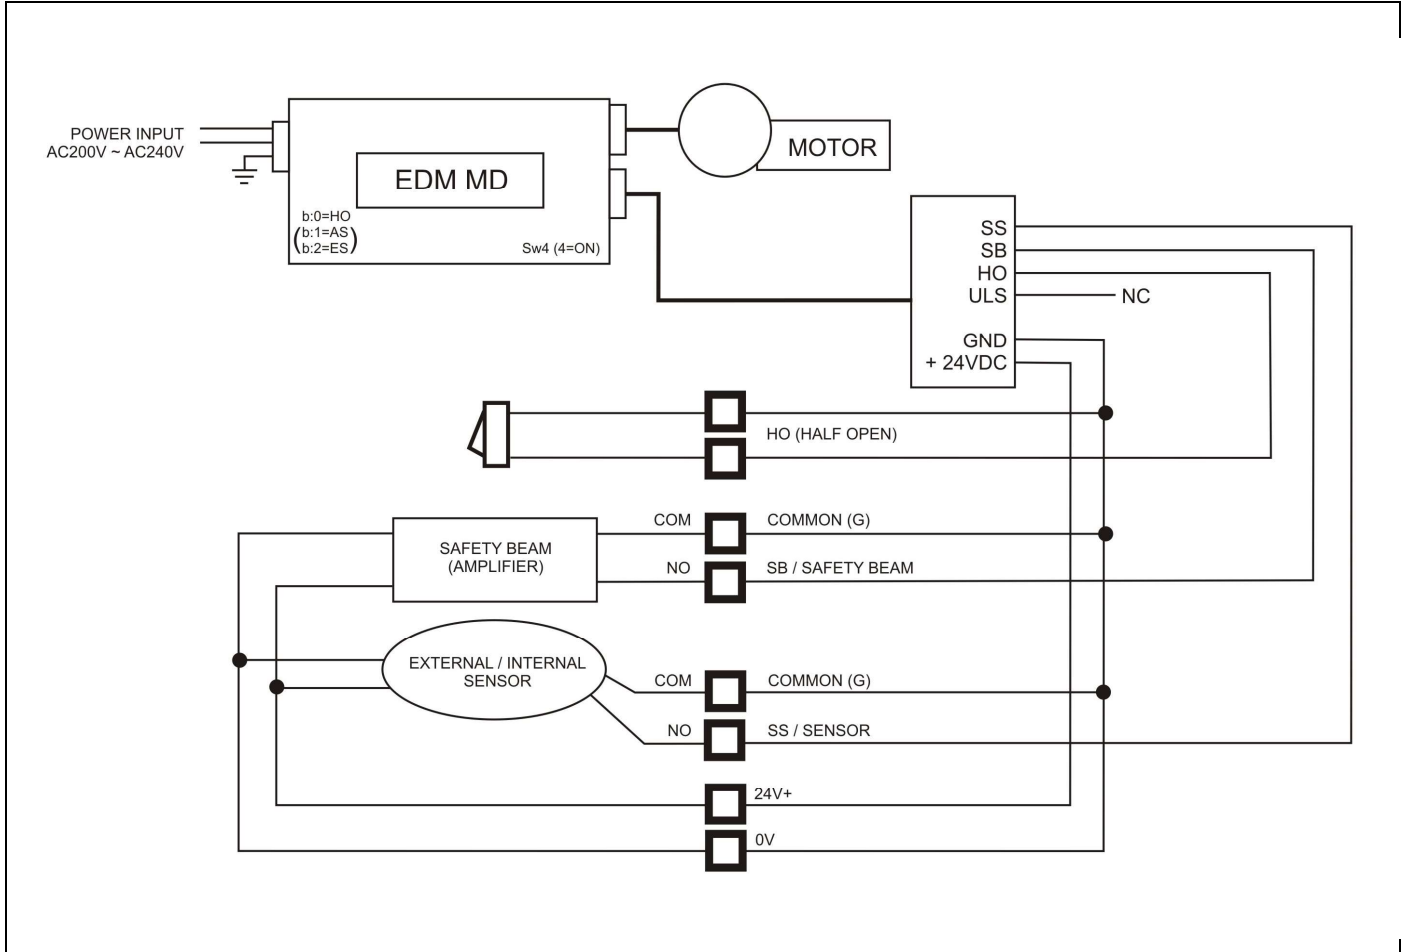 POWER INPUT
AC200V ~ AC240V
EDM MD
b:0=HO
(b:1=AS)
b:2=ES
Sw4 (4=ON)
MOTOR
SS
SB
HO
ULS
NC
GND
+ 24VDC
HO (HALF OPEN)
COM
COMMON (G)
SAFETY BEAM
(AMPLIFIER)
NO
SB / SAFETY BEAM
EXTERNAL / INTERNAL
SENSOR
COM
COMMON (G)
NO
SS / SENSOR
24V+
0V